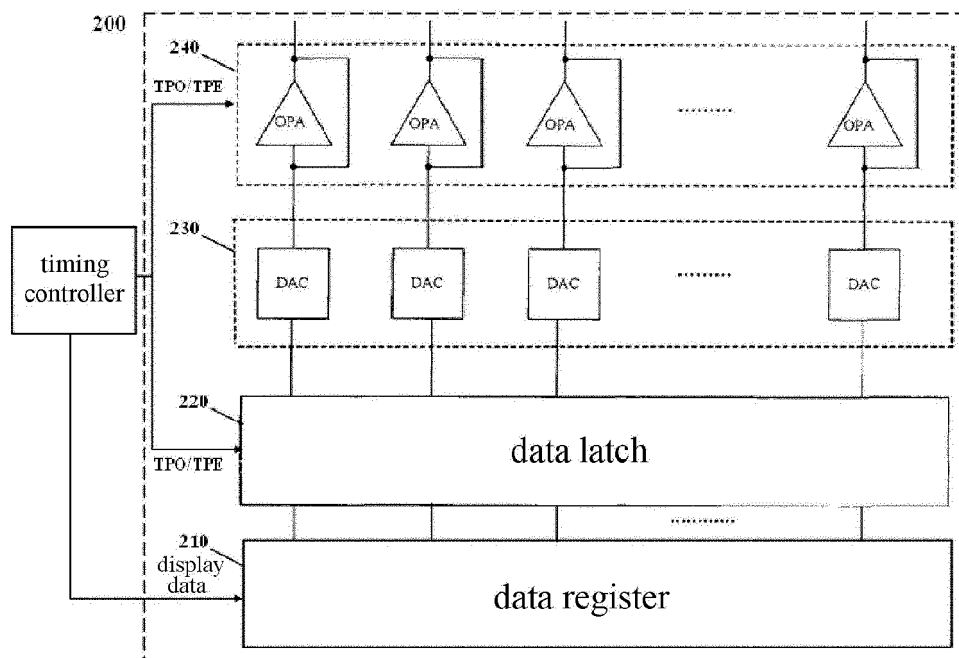 200
240
TPO/TPE
OPA OPA OPA ......... OPA
230
timing
controller
DAC DAC DAC ......... DAC
220
data latch
TPO/TPE
..........
210
display
data
data register